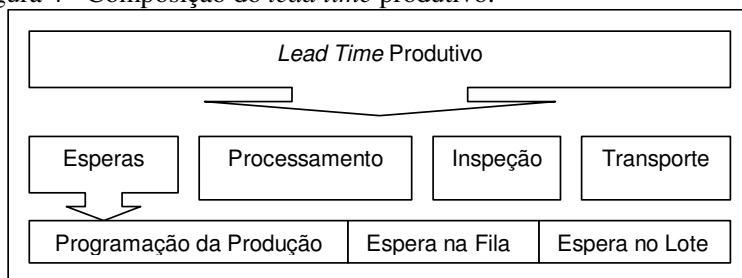 gura 4 - Composição do lead time produtivo.
Lead Time Produtivo
Esperas
Processamento
Inspeção
Transporte
Programação da Produção
Espera na Fila
Espera no Lote